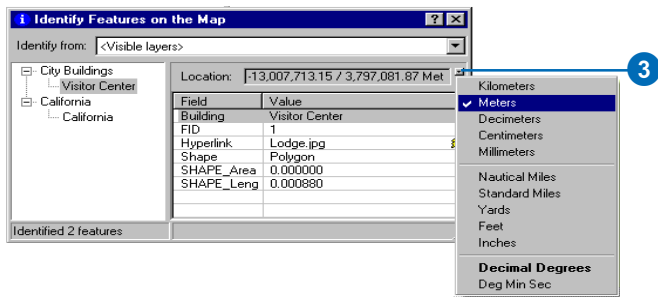 Identify Features on the Map
Identify from: <Visible layers>
City Buildings
Visitor Center
California
California
Location: -13,007,713.15 / 3,797,081.87 Met
Field Value
Building Visitor Center
FID 1
Hyperlink Lodge.jpg
Shape Polygon
SHAPE_Area 0.000000
SHAPE_Leng 0.000880
Identified 2 features
3
Kilometers
Meters
Decimeters
Centimeters
Millimeters
Nautical Miles
Standard Miles
Yards
Feet
Inches
Decimal Degrees
Deg Min Sec